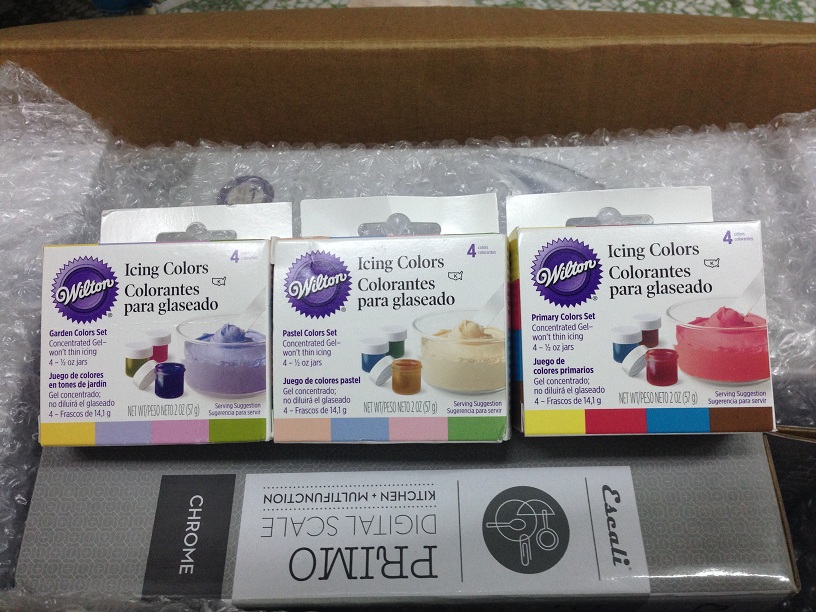 Wilton
4 colors
colorantes
Icing Colors
Colorantes
para glaseado
Garden Colors Set
Concentrated Gel–
won't thin icing
4 – ½ oz jars
Juego de colores
en tonos de jardín
Gel concentrado;
no diluirá el glaseado
4 – Frascos de 14,1 g
NET WT/PESO NETO 2 OZ (57 g)
Serving Suggestion
Sugerencia para servir
Wilton
4 colors
colorantes
Icing Colors
Colorantes
para glaseado
Pastel Colors Set
Concentrated Gel–
won't thin icing
4 – ½ oz jars
Juego de colores pastel
Gel concentrado;
no diluirá el glaseado
4 – Frascos de 14,1 g
NET WT/PESO NETO 2 OZ (57 g)
Serving Suggestion
Sugerencia para servir
Wilton
4 colors
colorantes
Icing Colors
Colorantes
para glaseado
Primary Colors Set
Concentrated Gel–
won't thin icing
4 – ½ oz jars
Juego de
colores primarios
Gel concentrado;
no diluirá el glaseado
4 – Frascos de 14,1 g
NET WT/PESO NETO 2 OZ (57 g)
Serving Suggestion
Sugerencia para servir
Escali
PRIMO
DIGITAL SCALE
KITCHEN + MULTIFUNCTION
CHROME